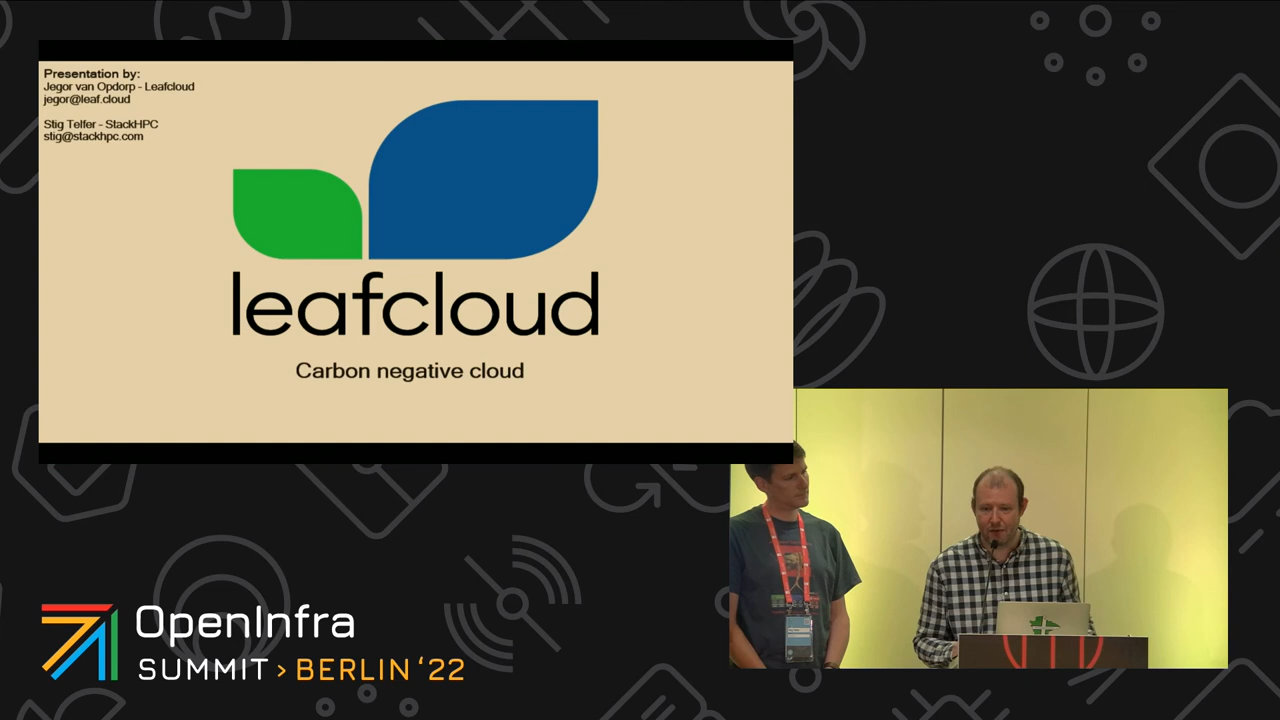 Presentation by:
Jegor van Opdorp - Leafcloud
jegor@leaf.cloud
Stig Telfer - StackHPC
stig@stackhpc.com
leafcloud
Carbon negative cloud
OpenInfra
SUMMIT > BERLIN ‘22